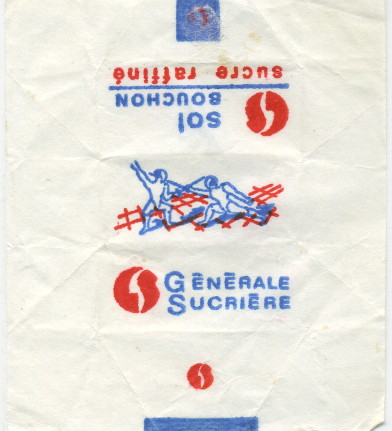 sucre raffiné
SOl
BOUCHON
GÉNÉRALE
SUCRIÈRE